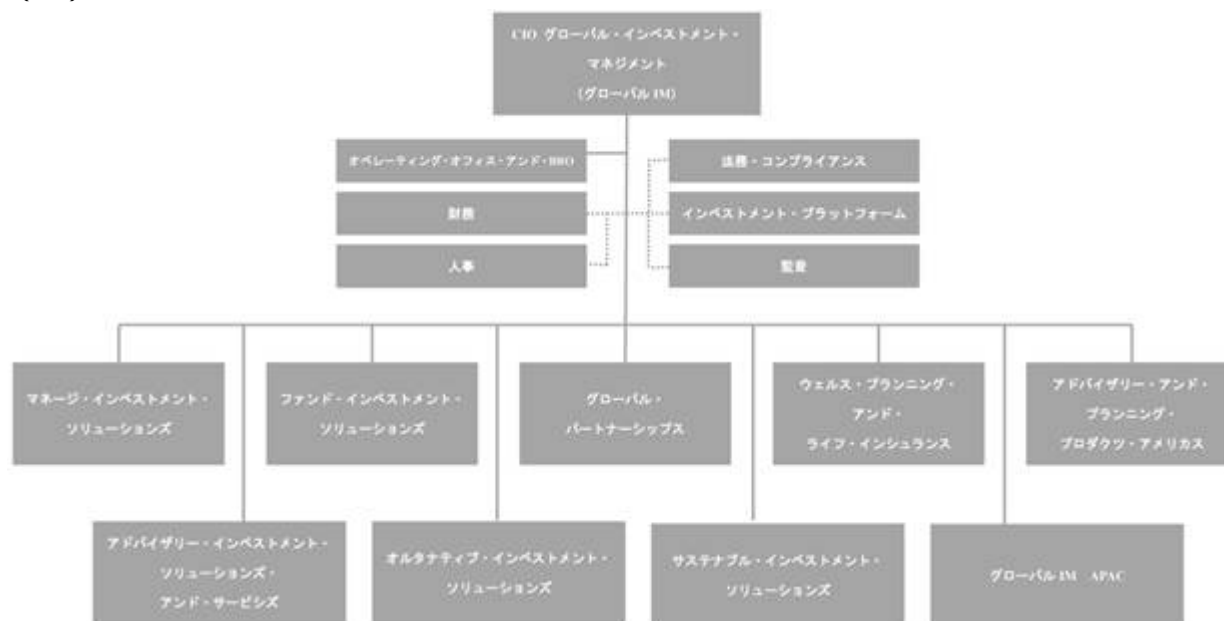 CIO グローバル・インベストメント・
マネジメント
(グローバル IM)
オペレーティング・オフィス・アンド・BRO
法務・コンプライアンス
財務
インベストメント・プラットフォーム
人事
監査
マネージ・インベストメント・
ソリューションズ
ファンド・インベストメント・
ソリューションズ
グローバル・
パートナーシップス
ウェルス・プランニング・
アンド・
ライフ・インシュランス
アドバイザリー・アンド・
プランニング・
プロダクツ・アメリカス
アドバイザリー・インベストメント・
ソリューションズ・
アンド・サービシズ
オルタナティブ・インベストメント・
ソリューションズ
サステナブル・インベストメント・
ソリューションズ
グローバル IM APAC